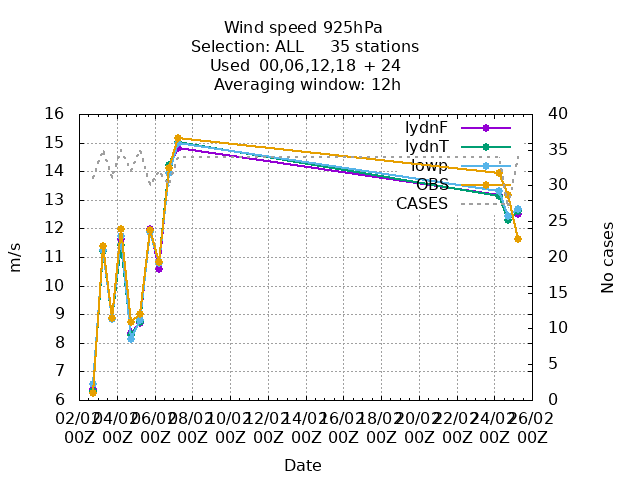 Wind speed 925hPa
Selection: ALL 35 stations
Used 00,06,12,18 + 24
Averaging window: 12h
16
15
14
13
12
11
10
9
8
7
6
m/s
40
35
30
25
20
15
10
5
0
No cases
lydnF
lydnT
lowp
OBS
CASES
02/02 04/02 06/02 08/02 10/02 12/02 14/02 16/02 18/02 20/02 22/02 24/02 26/02
00Z 00Z 00Z 00Z 00Z 00Z 00Z 00Z 00Z 00Z 00Z 00Z 00Z
Date